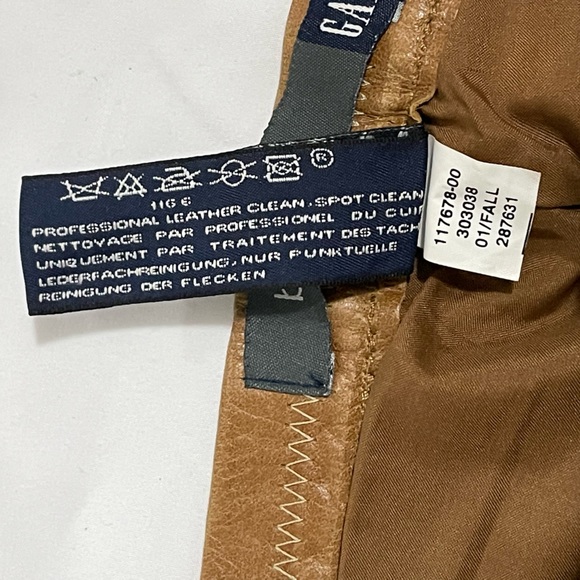 GA
116 6
PROFESSIONAL LEATHER CLEAN, SPOT CLEAN
NETTOYAGE PAR PROFESSIONEL DU CUI
UNIQUEMENT PAR TRAITEMENT DES TACH
LEDERFACHREINIGUNG, NUR PUNKTUELLE
REINIGUNG DER FLECKEN
117678-00
303038
01/FALL
287631